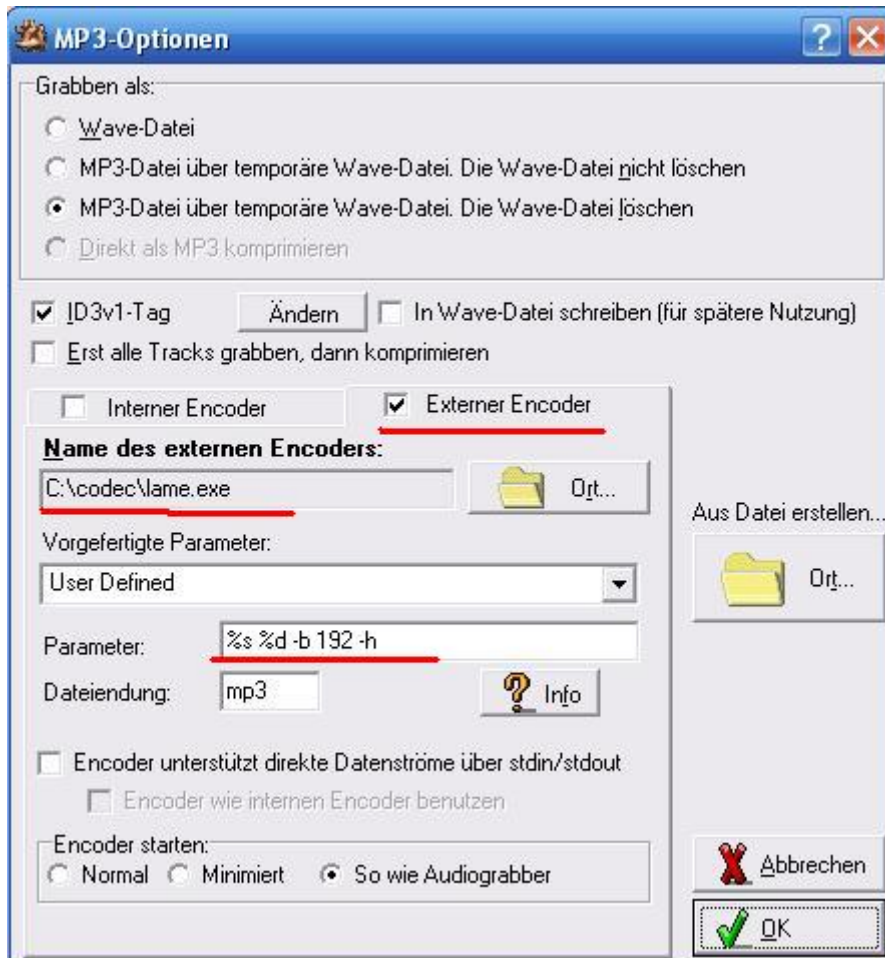 MP3-Optionen
Grabben als:
Wave-Datei
MP3-Datei über temporäre Wave-Datei. Die Wave-Datei nicht löschen
MP3-Datei über temporäre Wave-Datei. Die Wave-Datei löschen
Direkt als MP3 komprimieren
ID3v1-Tag Ändern In Wave-Datei schreiben (für spätere Nutzung)
Erst alle Tracks grabben, dann komprimieren
Interner Encoder Externer Encoder
Name des externen Encoders:
C:\codec\lame.exe Ort...
Aus Datei erstellen...
Vorgefertigte Parameter:
User Defined Ort...
Parameter: %s %d -b 192 -h
Dateiendung: mp3 Info
Encoder unterstützt direkte Datenströme über stdin/stdout
Encoder wie internen Encoder benutzen
Encoder starten:
Normal Minimiert So wie Audiograbber
Abbrechen
OK